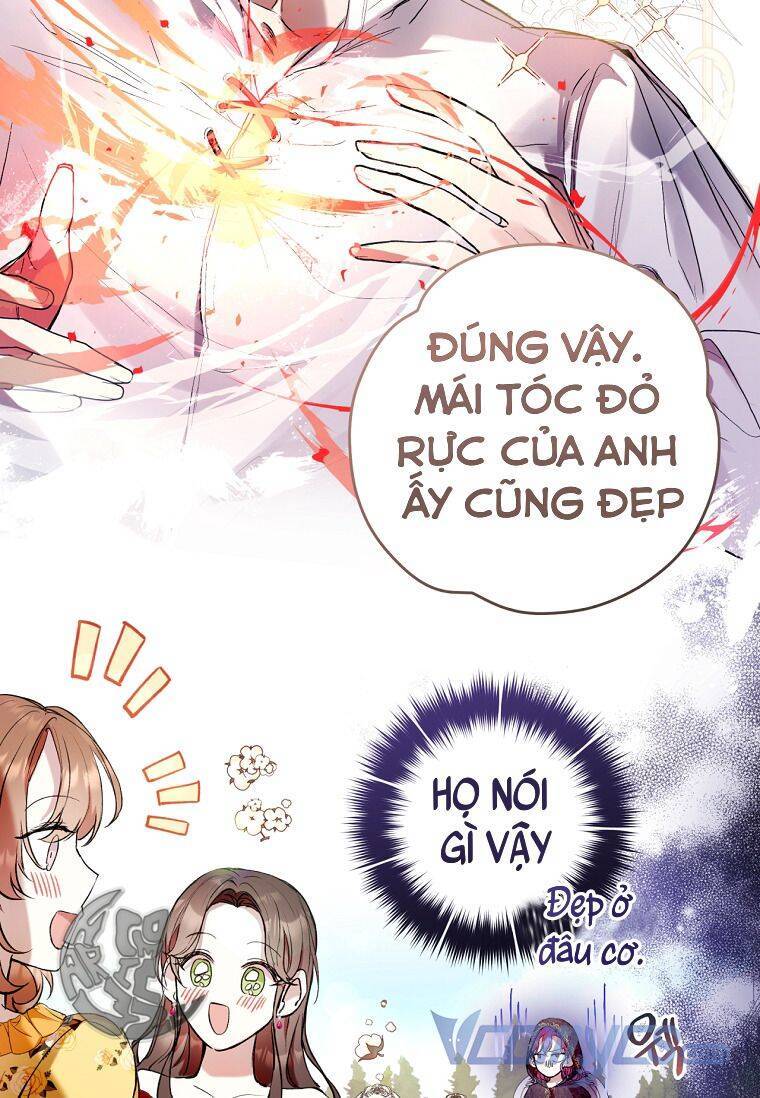 ĐÚNG VẬY.
MÁI TÓC ĐỎ
RỰC CỦA ANH
ẤY CŨNG ĐẸP
HỌ NÓI
GÌ VẬY
Đẹp ở
đâu cơ.